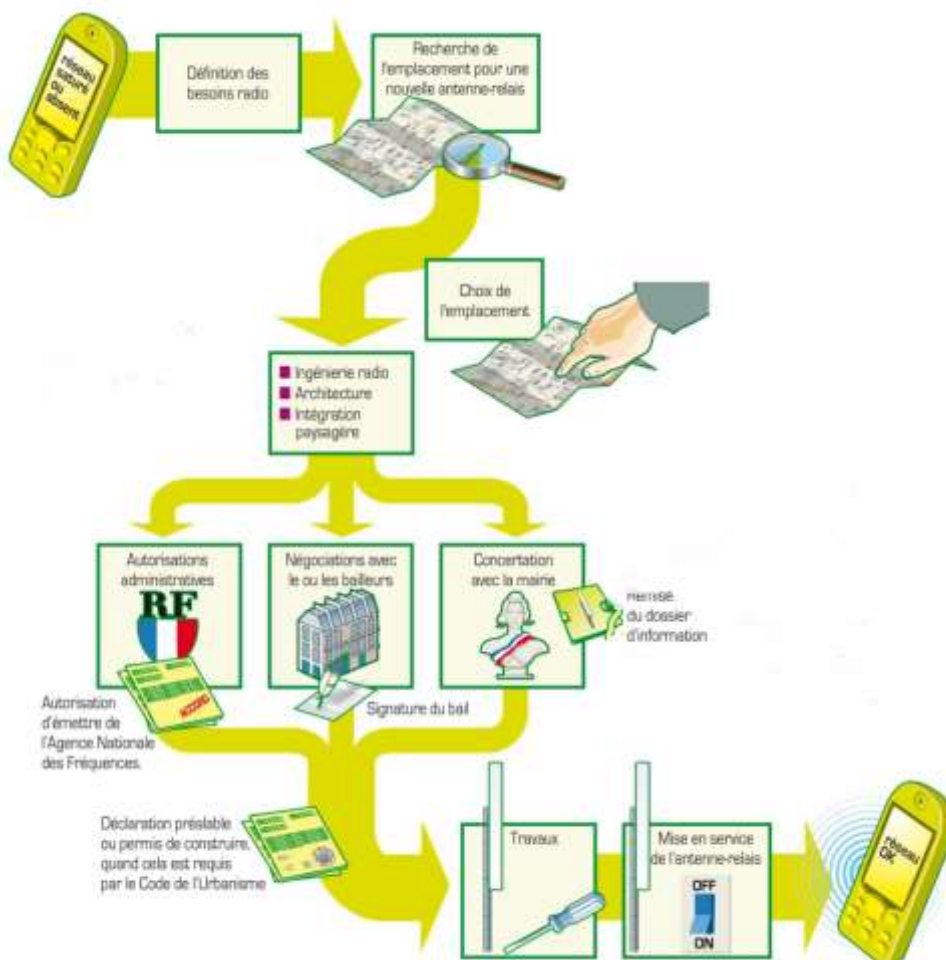 réseau
saturé
ou
absent
Définition des
besoins radio
Recherche de
l'emplacement pour une
nouvelle antenne-relais
Choix de
l'emplacement
Ingénierie radio
Architecture
Intégration
paysagère
Autorisations
administratives
RF
ACCORD
Autorisation
d'émettre de
l'Agence Nationale
des Fréquences.
Négociations avec
le ou les bailleurs
Signature du bail
Concertation
avec la mairie
Remise
du dossier
d'information
Déclaration préalable
ou permis de construire,
quand cela est requis
par le Code de l'Urbanisme
Travaux
Mise en service
de l'antenne-relais
OFF
ON
réseau
OK